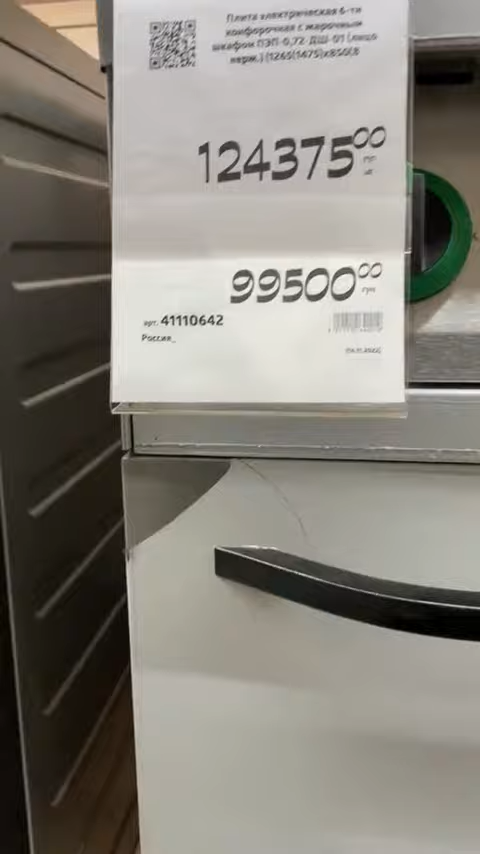 Плита электрическая 6-ти
конфорочная с жарочным
шкафом ПЭП-0,72-ДШ-01 (лицо
нерж.) (1265(1475)х850(8
124375⁰⁰
99500⁰⁰
арт. 41110642
Россия_